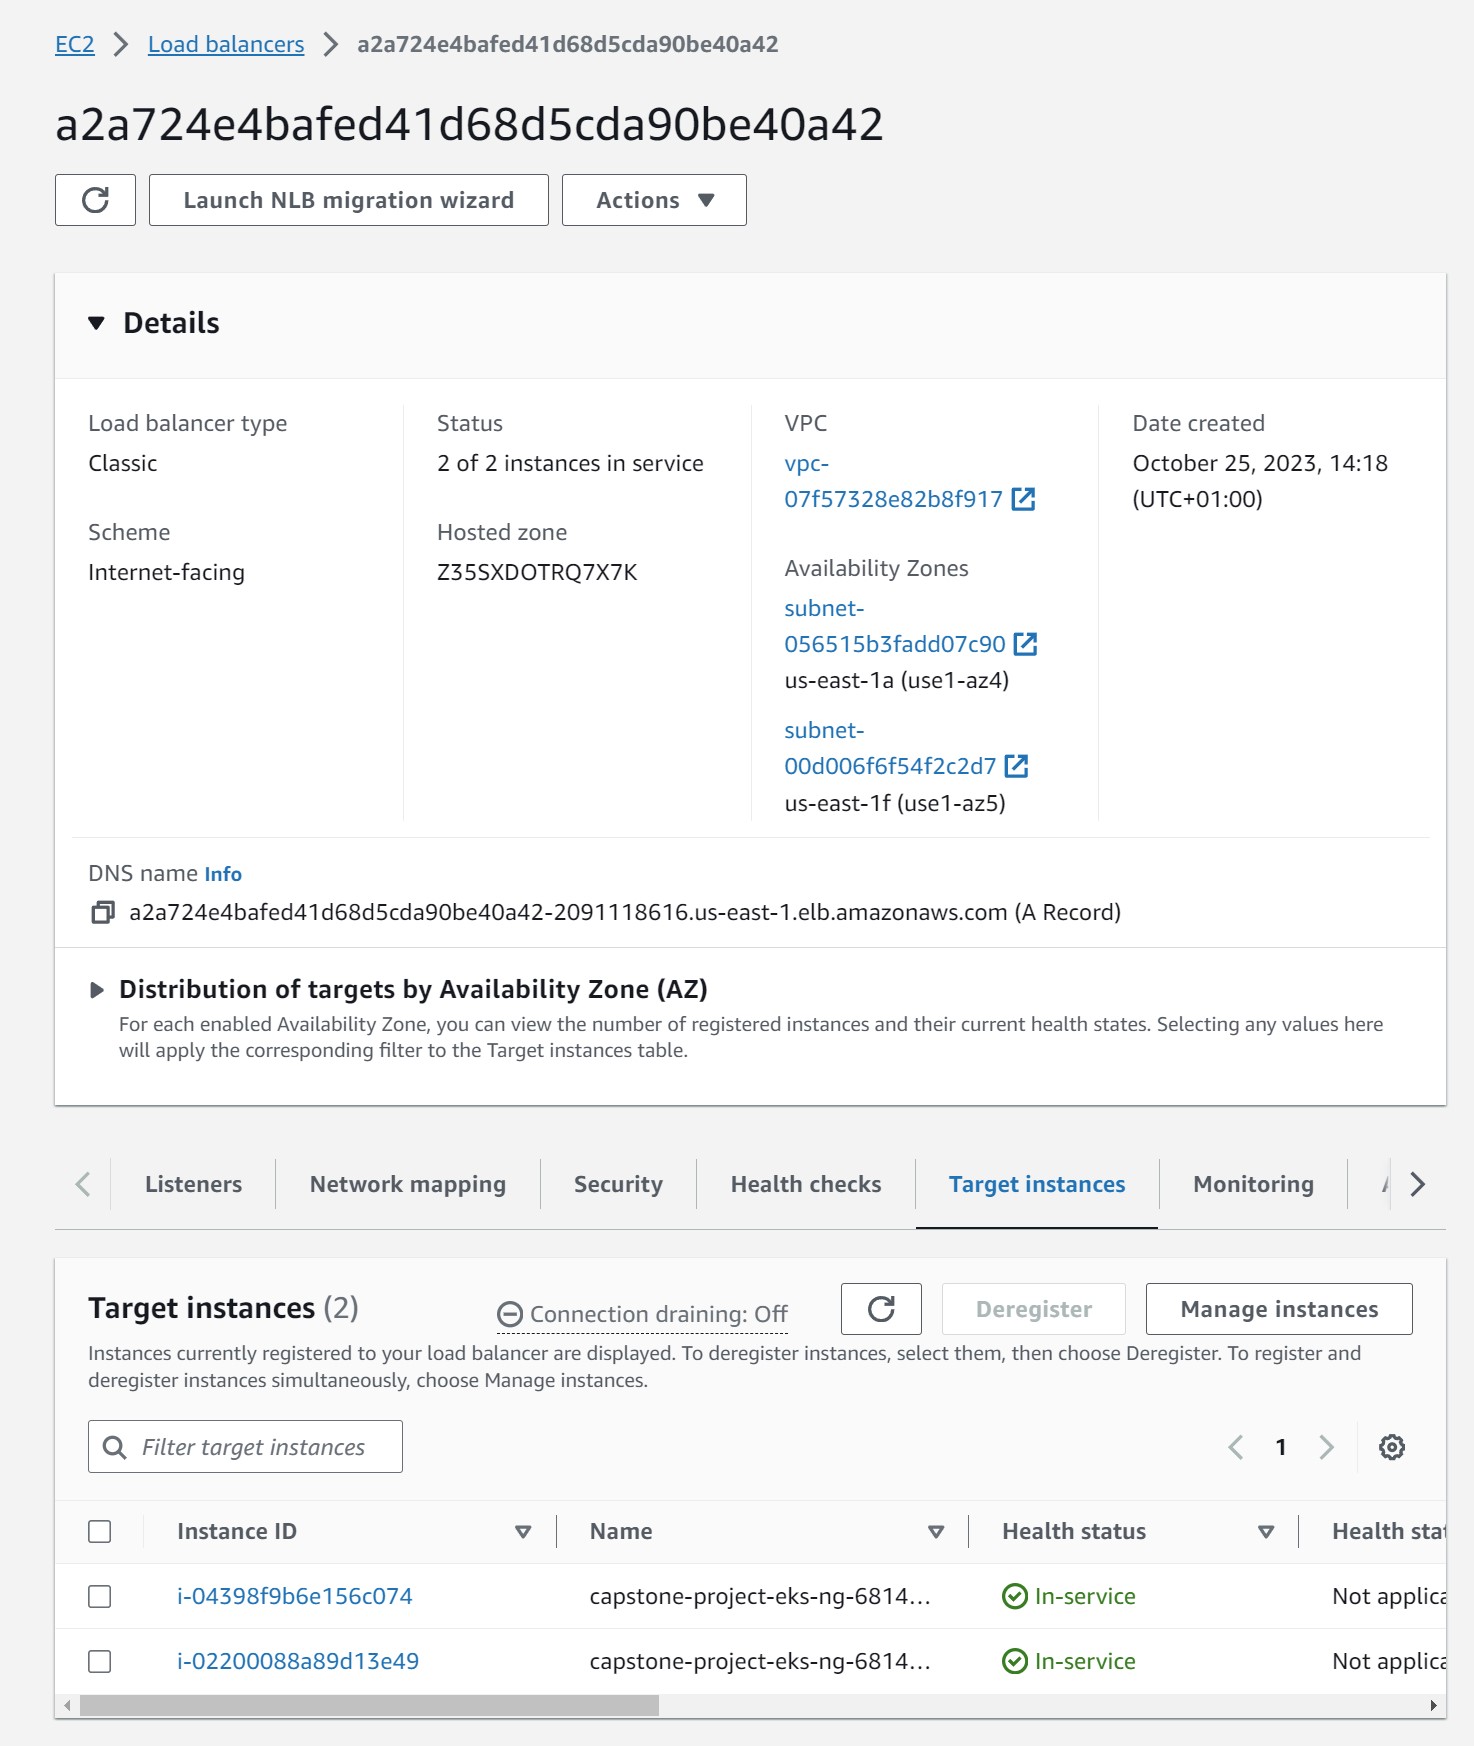 EC2 > Load balancers > a2a724e4bafed41d68d5cda90be40a42
a2a724e4bafed41d68d5cda90be40a42
Launch NLB migration wizard Actions
Details
Load balancer type
Classic
Scheme
Internet-facing
Status
2 of 2 instances in service
Hosted zone
Z35SXDOTRQ7X7K
VPC
vpc-
07f57328e82b8f917
Availability Zones
subnet-
056515b3fadd07c90
us-east-1a (use1-az4)
subnet-
00d006f6f54f2c2d7
us-east-1f (use1-az5)
Date created
October 25, 2023, 14:18
(UTC+01:00)
DNS name Info
a2a724e4bafed41d68d5cda90be40a42-2091118616.us-east-1.elb.amazonaws.com (A Record)
Distribution of targets by Availability Zone (AZ)
For each enabled Availability Zone, you can view the number of registered instances and their current health states. Selecting any values here
will apply the corresponding filter to the Target instances table.
Listeners Network mapping Security Health checks Target instances Monitoring
Target instances (2) Connection draining: Off Deregister Manage instances
Instances currently registered to your load balancer are displayed. To deregister instances, select them, then choose Deregister. To register and
deregister instances simultaneously, choose Manage instances.
Filter target instances 1
Instance ID Name Health status Health
i-04398f9b6e156c074 capstone-project-eks-ng-6814... In-service Not
i-02200088a89d13e49 capstone-project-eks-ng-6814... In-service Not